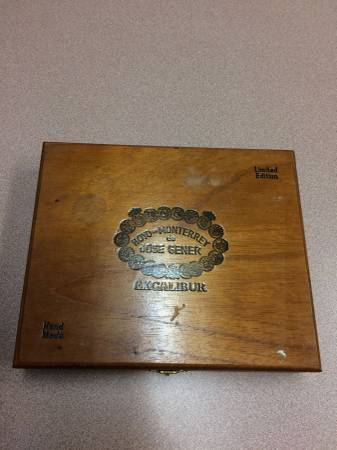 Limited
Edition
HOYO-DE-MONTERREY
de
JOSE GENER
EXCALIBUR
Hand
Made